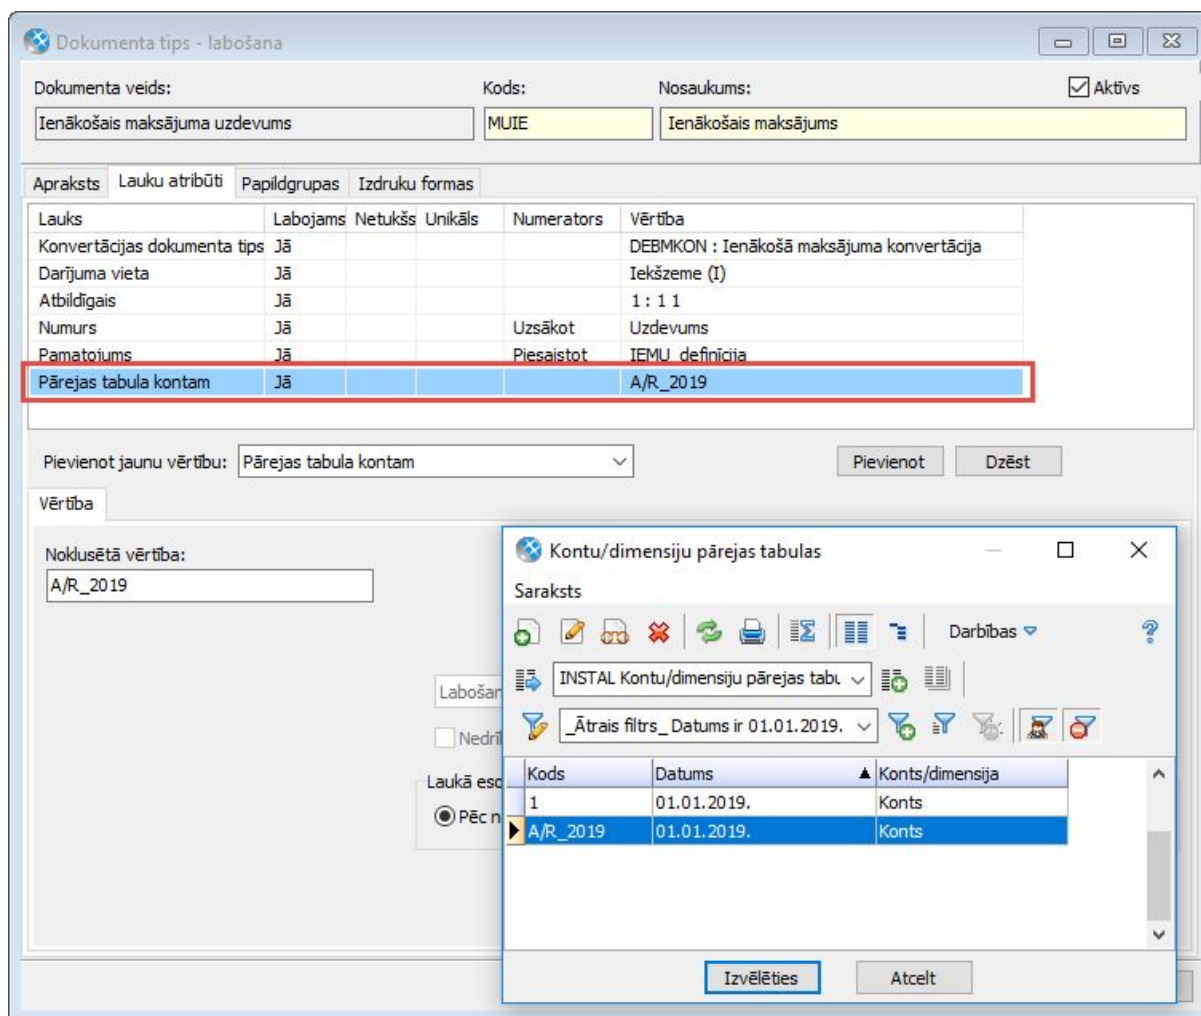 Dokumenta tips - labošana
Dokumenta veids: Kods: Nosaukums: Aktīvs
Ienākošais maksājuma uzdevums MUIE Ienākošais maksājums
Apraksts Lauku atribūti Papildgrupas Izdruku formas
Lauks Labojams Netukšs Unikāls Numerators Vērtība
Konvertācijas dokumenta tips Jā DEBMKON : Ienākošā maksājuma konvertācija
Darījuma vieta Jā Iekšzeme (I)
Atbildīgais Jā 1 : 1 1
Numurs Jā Uzsākot Uzdevums
Pamatojums Jā Piesaistot IEMU_definīcija
Pārejas tabula kontam Jā A/R_2019
Pievienot jaunu vērtību: Pārejas tabula kontam Pievienot Dzēst
Vērtība
Noklusētā vērtība:
A/R_2019
Kontu/dimensiju pārejas tabulas
Saraksts
Darbības
INSTAL Kontu/dimensiju pārejas tabu
_Ātrais filtrs_ Datums ir 01.01.2019.
Kods Datums Konts/dimensija
1 01.01.2019. Konts
A/R_2019 01.01.2019. Konts
Izvēlēties Atcelt
Labošan
Nedrī
Laukā eso
Pēc n